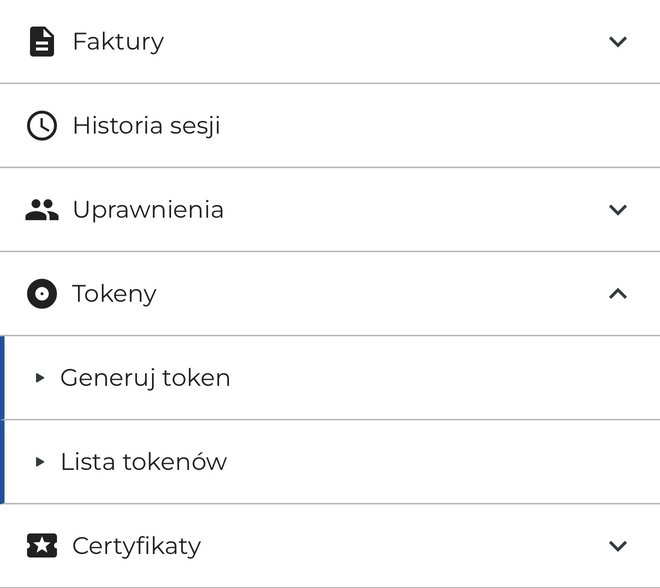 Faktury
Historia sesji
Uprawnienia
Tokeny
Generuj token
Lista tokenów
Certyfikaty